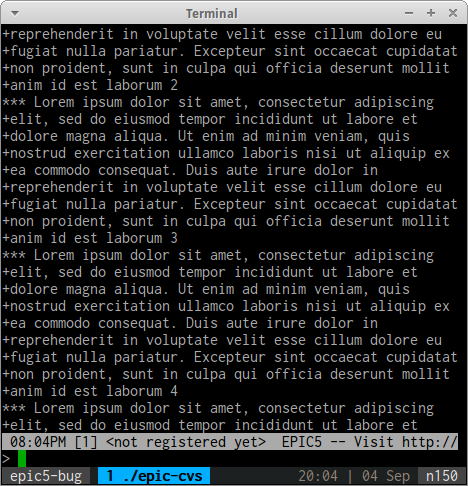 Terminal
+reprehenderit in voluptate velit esse cillum dolore eu
+fugiat nulla pariatur. Excepteur sint occaecat cupidatat
+non proident, sunt in culpa qui officia deserunt mollit
+anim id est laborum 2
*** Lorem ipsum dolor sit amet, consectetur adipiscing
+elit, sed do eiusmod tempor incididunt ut labore et
+dolore magna aliqua. Ut enim ad minim veniam, quis
+nostrud exercitation ullamco laboris nisi ut aliquip ex
+ea commodo consequat. Duis aute irure dolor in
+reprehenderit in voluptate velit esse cillum dolore eu
+fugiat nulla pariatur. Excepteur sint occaecat cupidatat
+non proident, sunt in culpa qui officia deserunt mollit
+anim id est laborum 3
*** Lorem ipsum dolor sit amet, consectetur adipiscing
+elit, sed do eiusmod tempor incididunt ut labore et
+dolore magna aliqua. Ut enim ad minim veniam, quis
+nostrud exercitation ullamco laboris nisi ut aliquip ex
+ea commodo consequat. Duis aute irure dolor in
+reprehenderit in voluptate velit esse cillum dolore eu
+fugiat nulla pariatur. Excepteur sint occaecat cupidatat
+non proident, sunt in culpa qui officia deserunt mollit
+anim id est laborum 4
*** Lorem ipsum dolor sit amet, consectetur adipiscing
+elit, sed do eiusmod tempor incididunt ut labore et
08:04PM [1] <not registered yet>  EPIC5 -- Visit http://
>
epic5-bug 1 ./epic-cvs 20:04 | 04 Sep n150